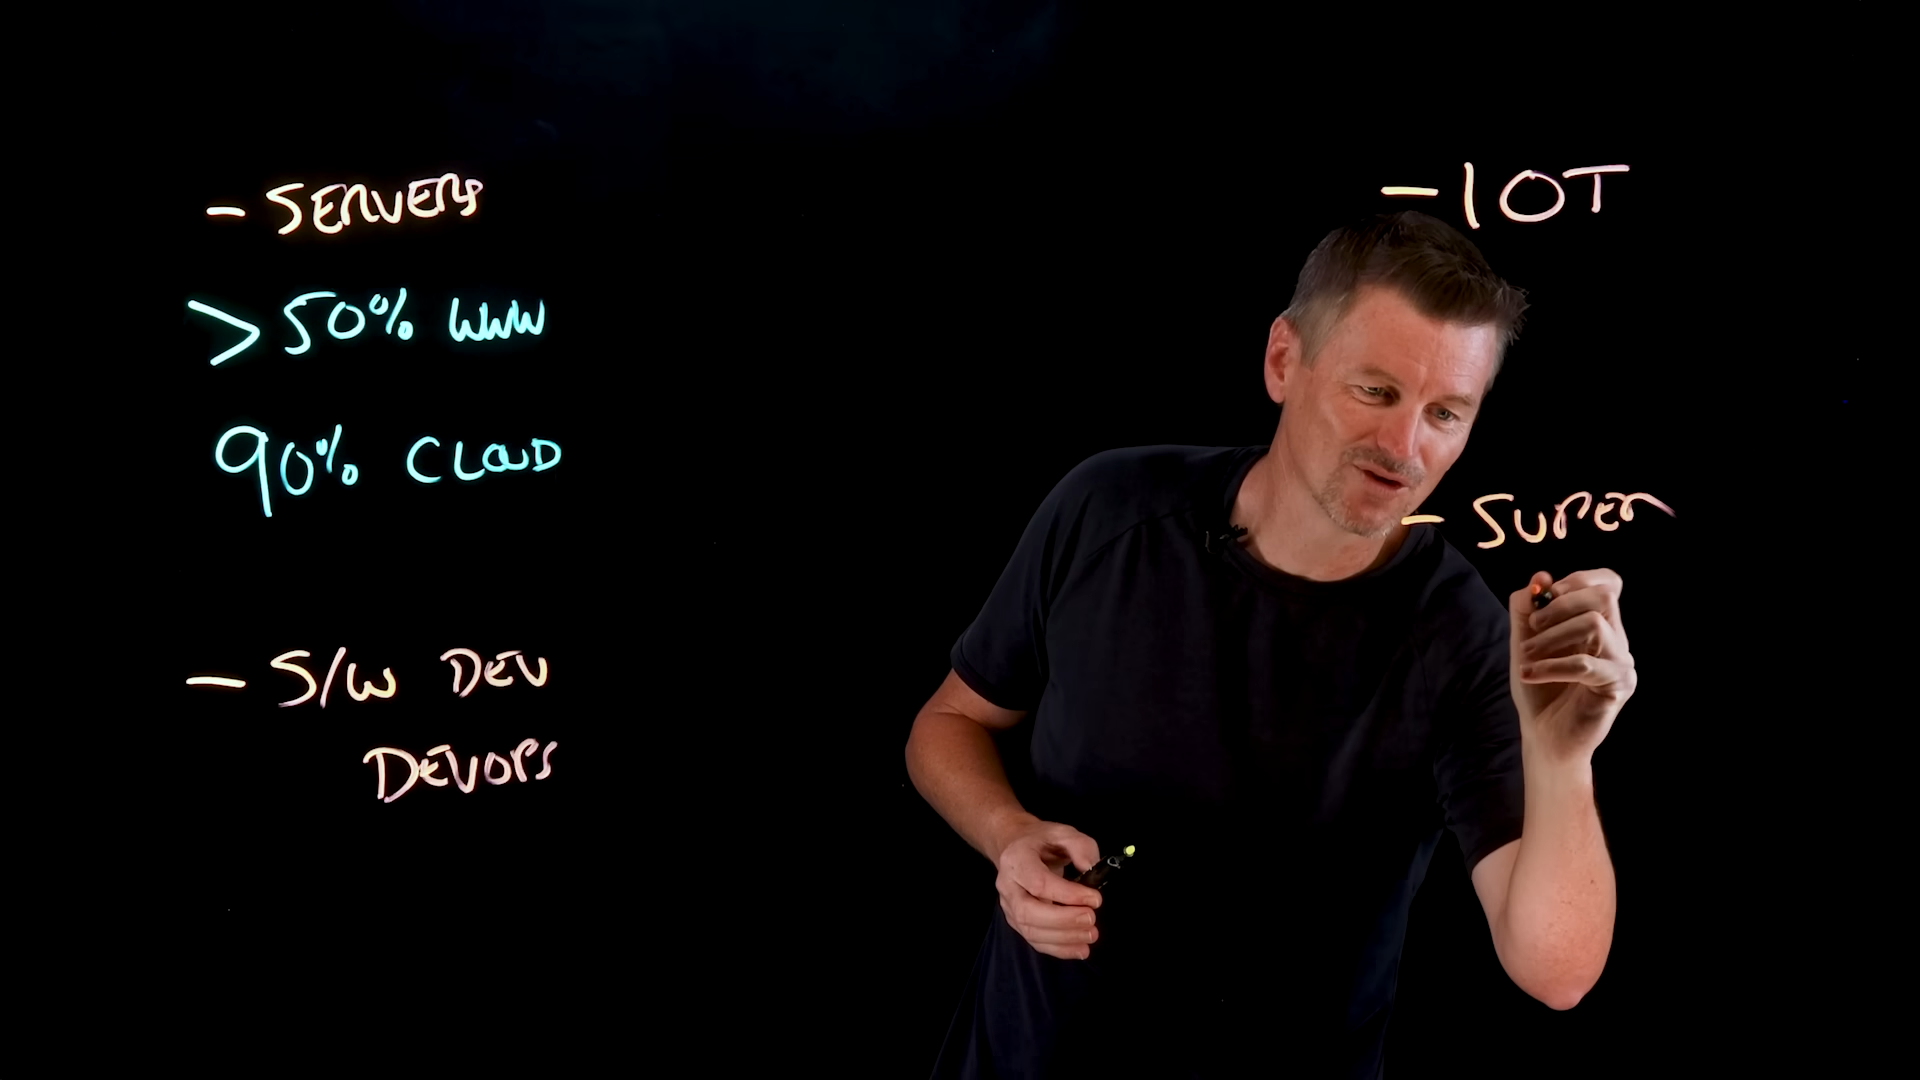 - SERVERS
> 50% WWW
90% CLOUD
- S/W DEV
DEVOPS
- IOT
- SUPER